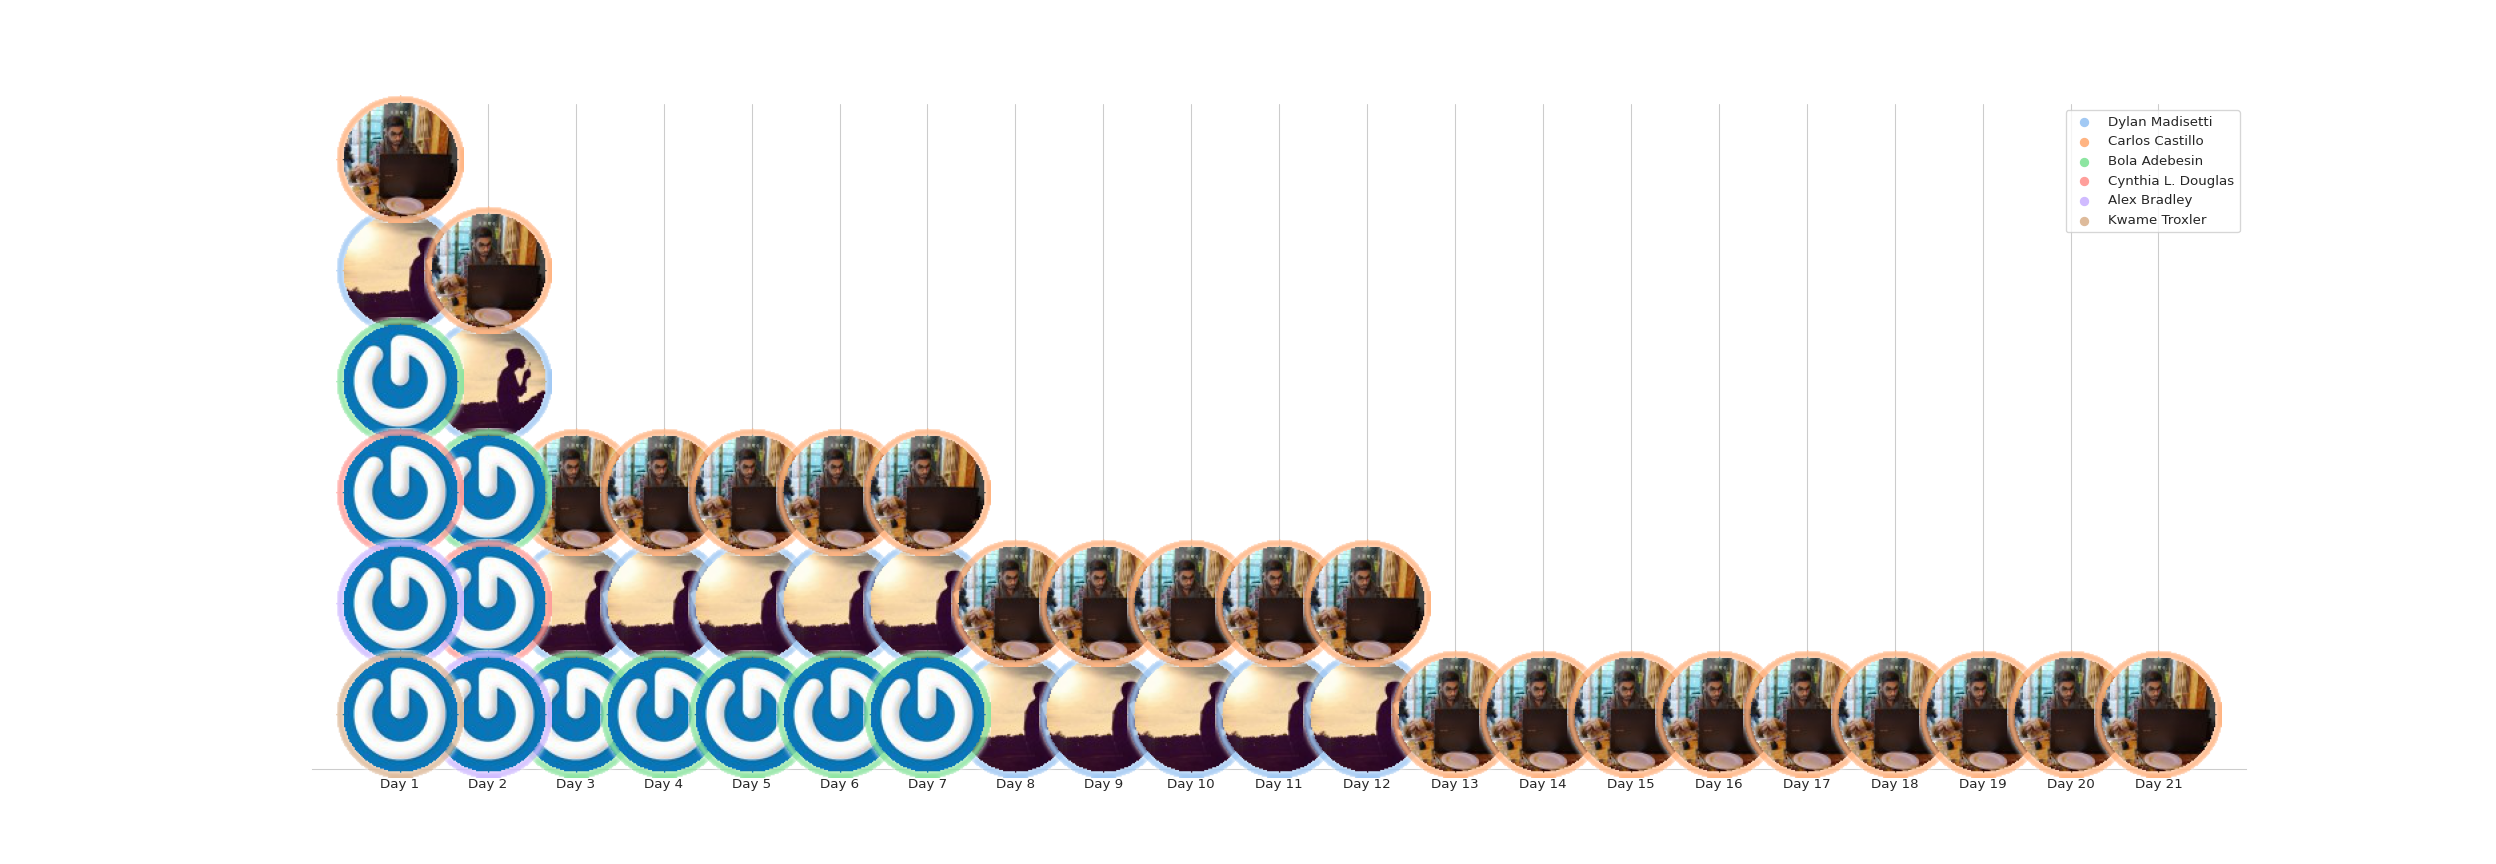 Dylan Madisetti
Carlos Castillo
Bola Adebesin
Cynthia L. Douglas
Alex Bradley
Kwame Troxler
Day 1
Day 2
Day 3
Day 4
Day 5
Day 6
Day 7
Day 8
Day 9
Day 10
Day 11
Day 12
Day 13
Day 14
Day 15
Day 16
Day 17
Day 18
Day 19
Day 20
Day 21